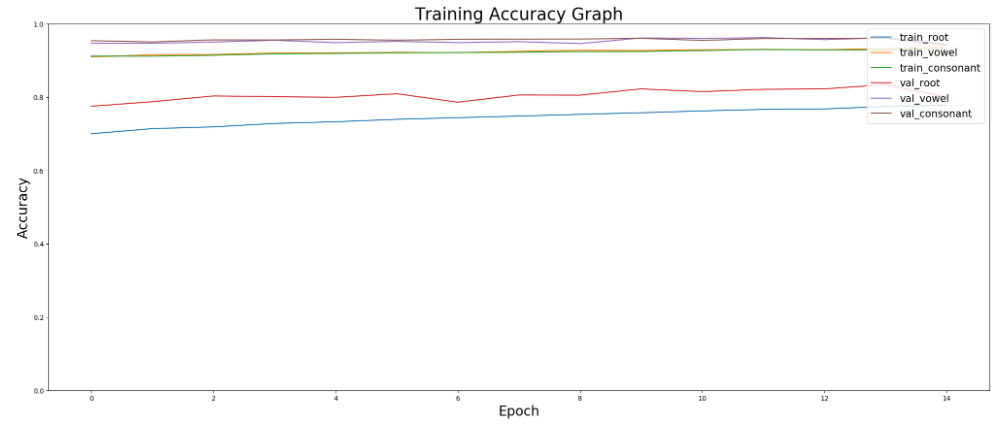 Training Accuracy Graph
1.0
0.8
0.6
0.4
0.2
0.0
Accuracy
train_root
train_vowel
train_consonant
val_root
val_vowel
val_consonant
0 2 4 6 8 10 12 14
Epoch